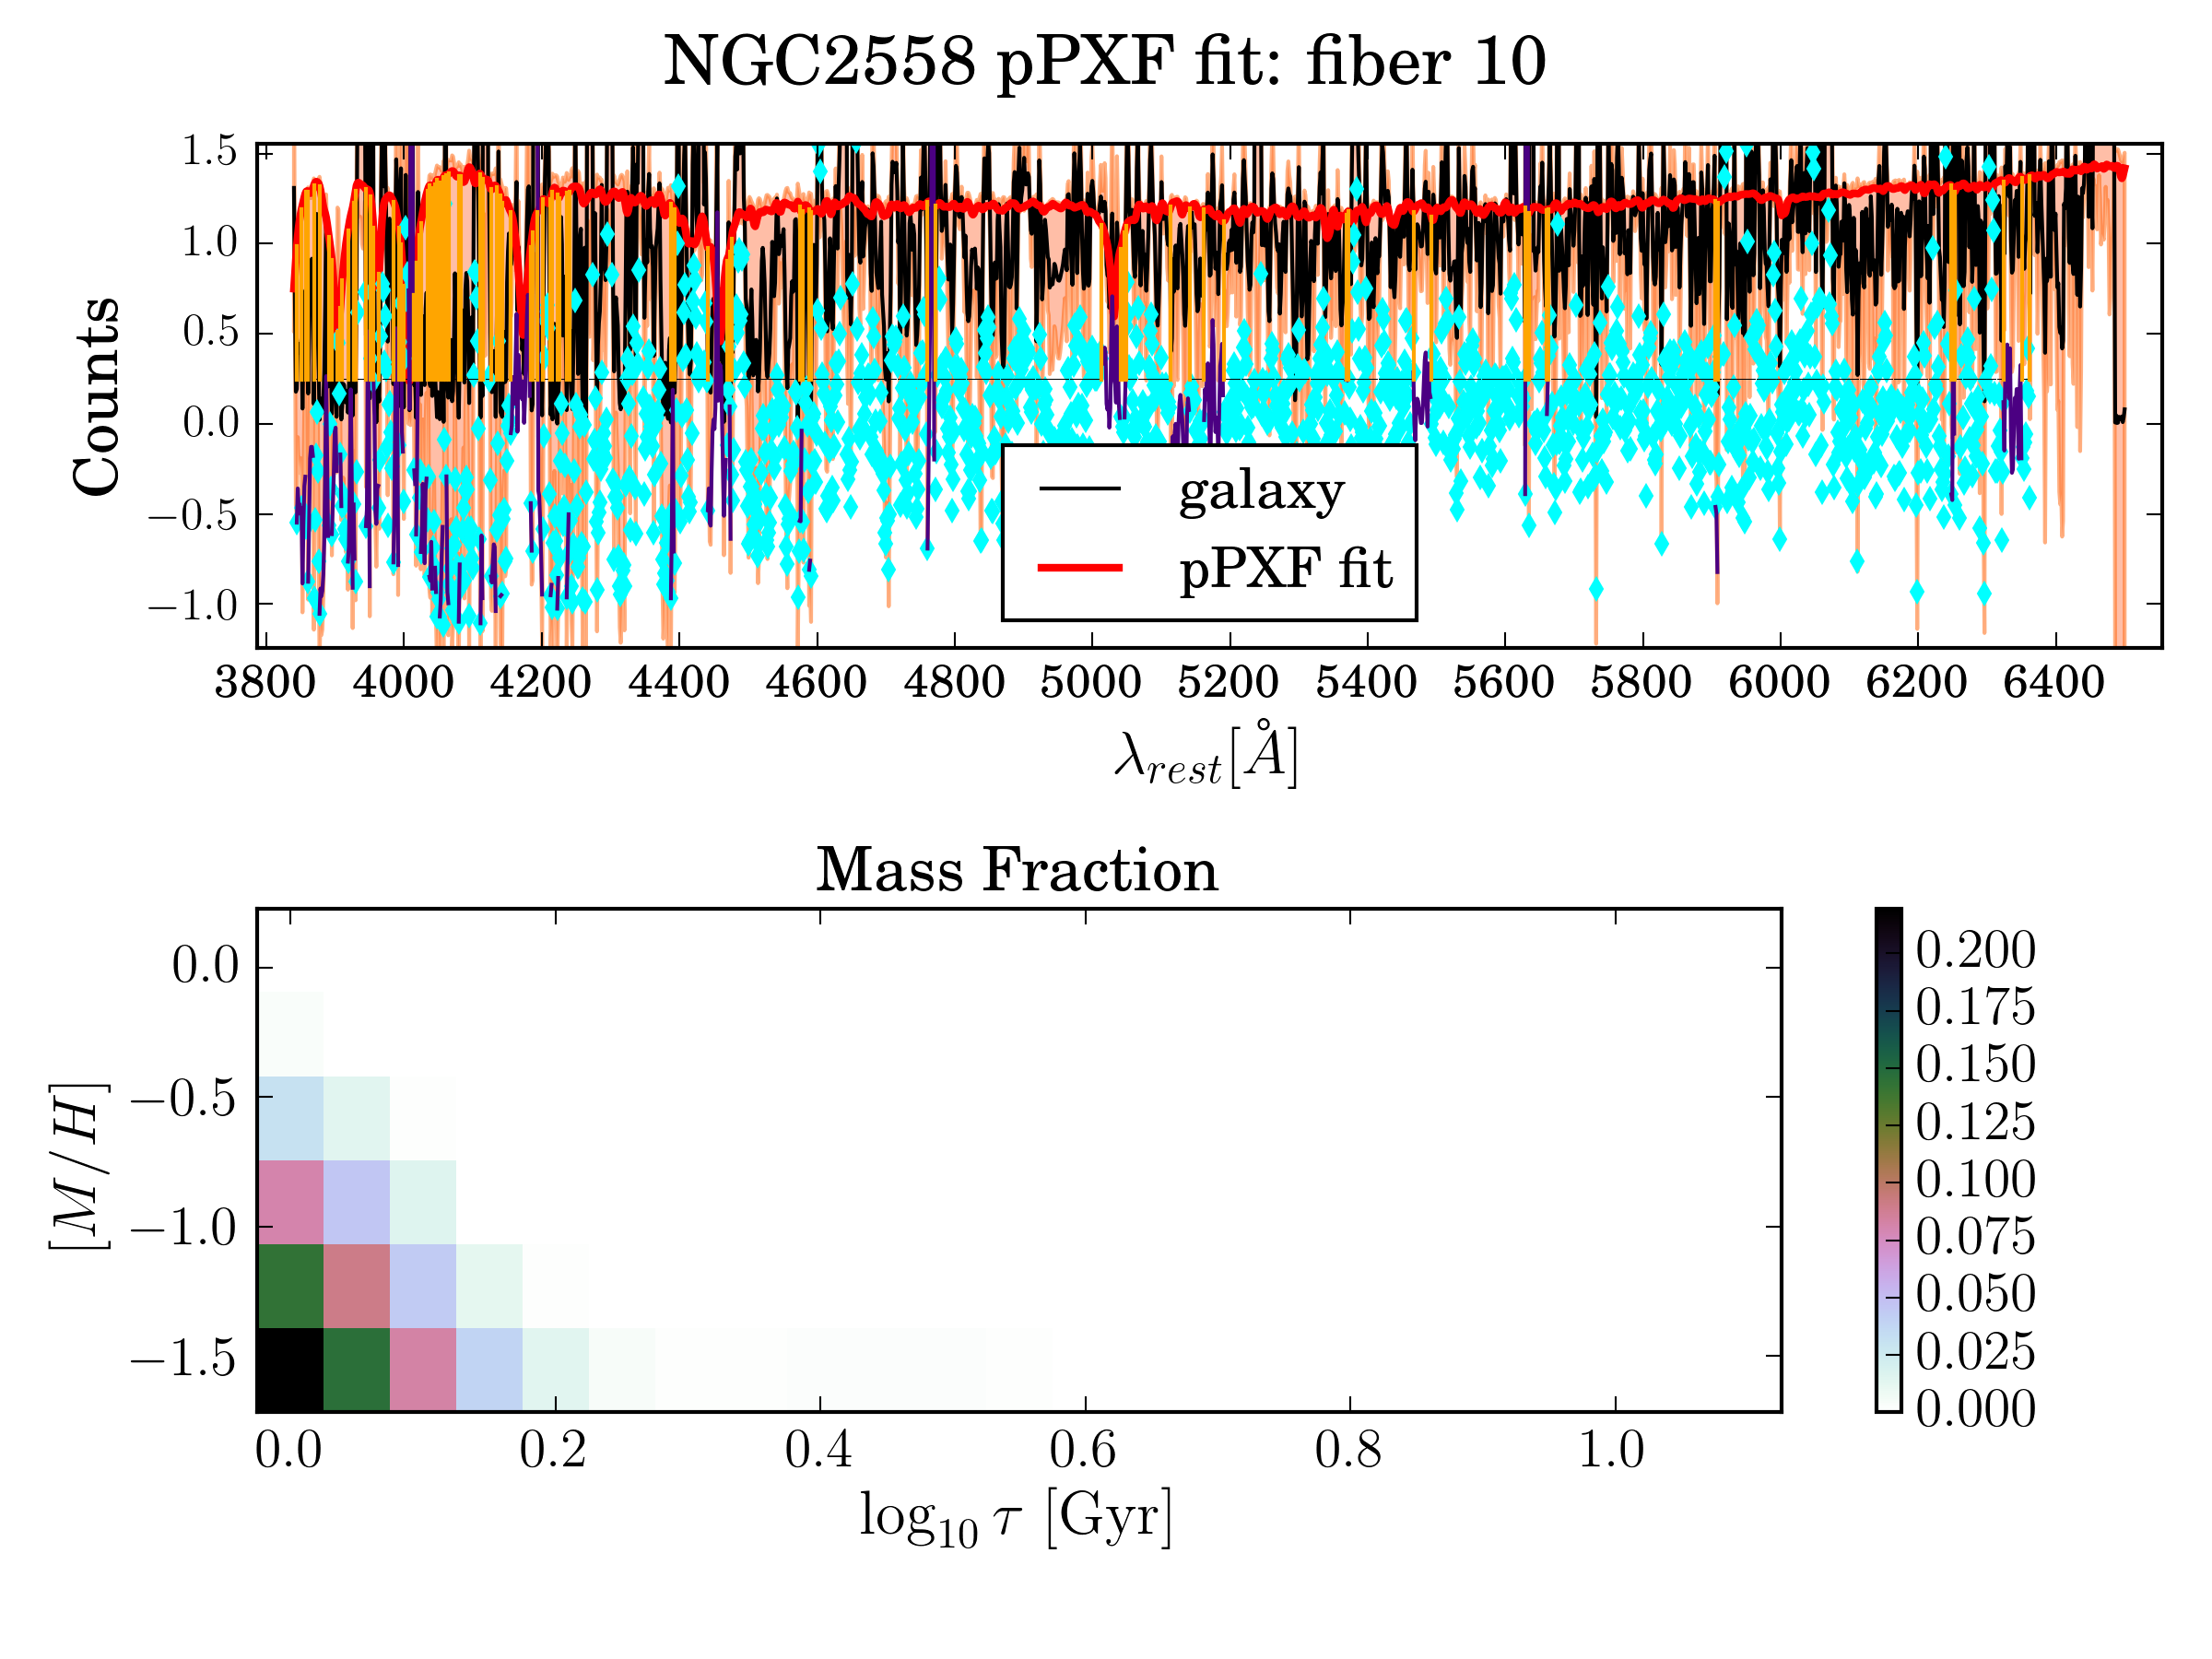 NGC2558 pPXF fit: fiber 10
Counts
1.5
1.0
0.5
0.0
−0.5
−1.0
galaxy
pPXF fit
3800 4000 4200 4400 4600 4800 5000 5200 5400 5600 5800 6000 6200 6400
λrest[Å]
Mass Fraction
[M/H]
0.0
−0.5
−1.0
−1.5
0.0 0.2 0.4 0.6 0.8 1.0
log10 τ [Gyr]
0.200
0.175
0.150
0.125
0.100
0.075
0.050
0.025
0.000